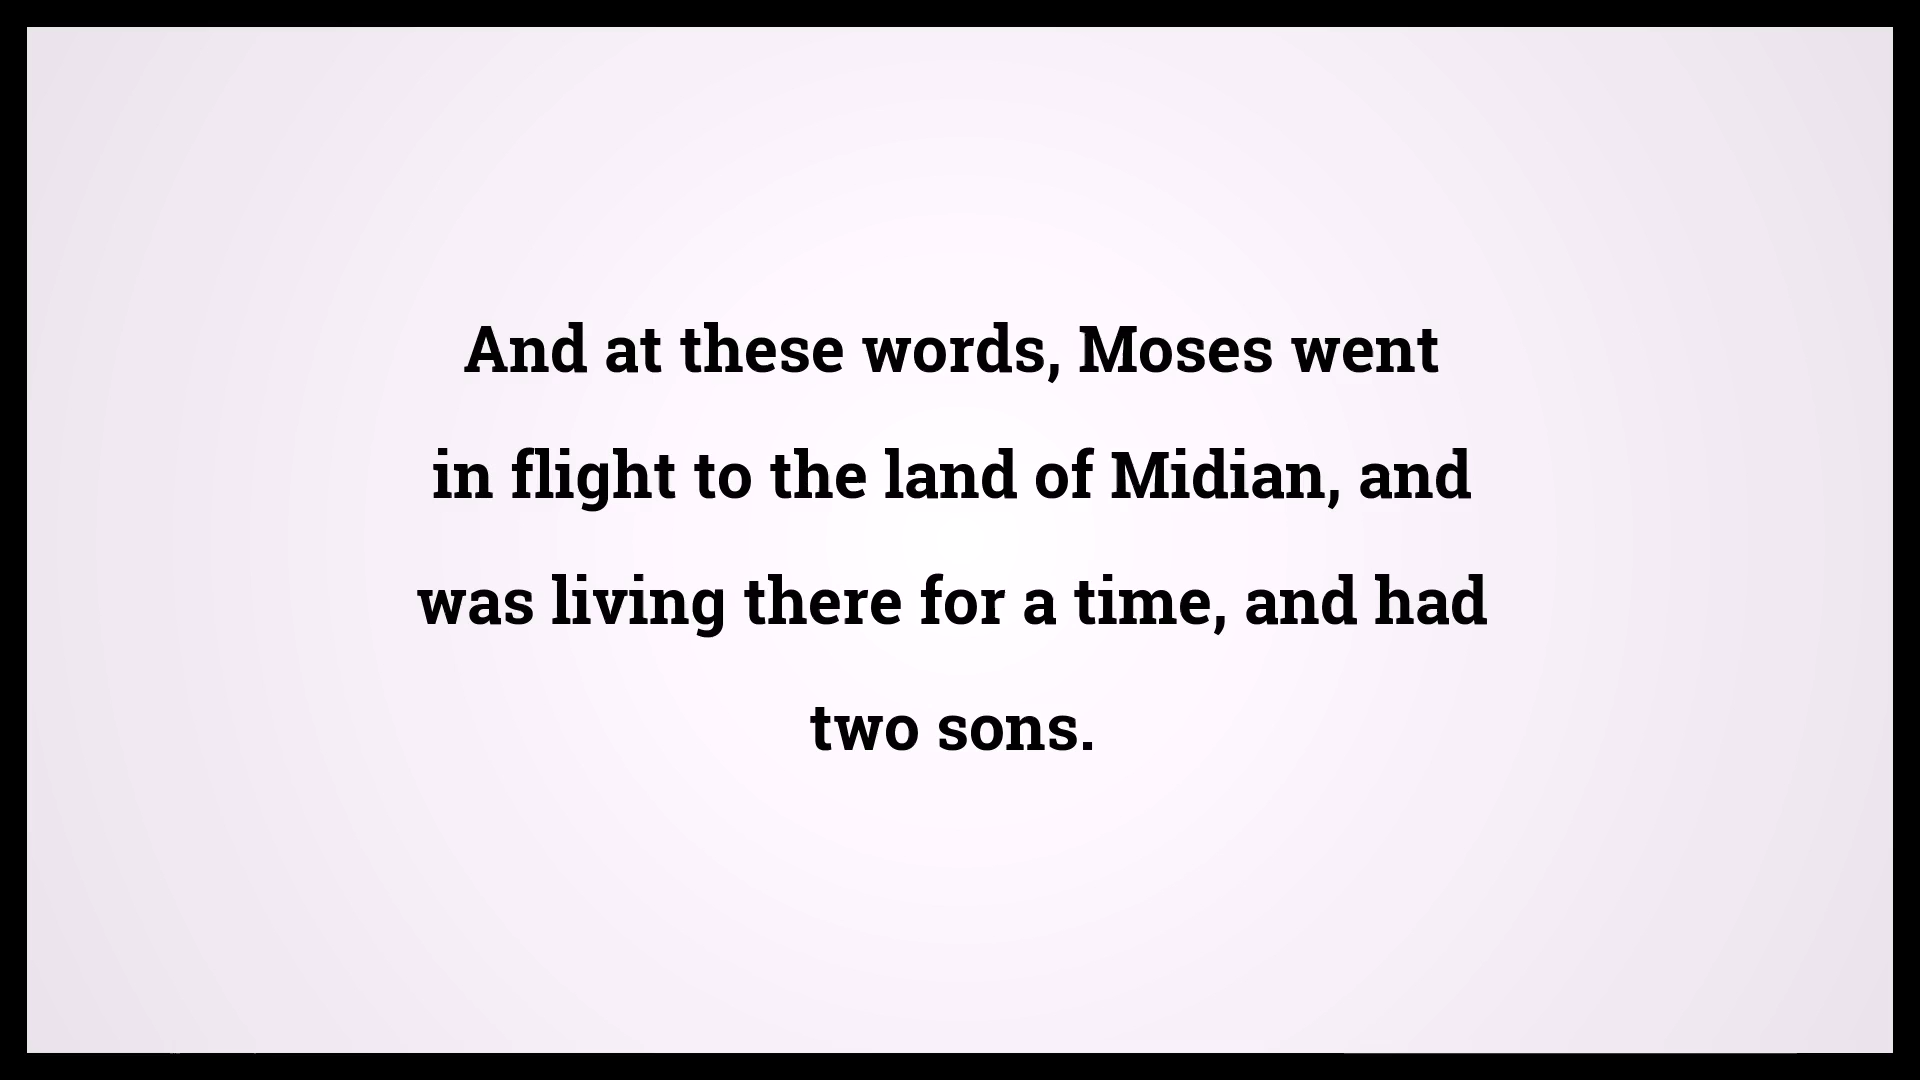 And at these words, Moses went
in flight to the land of Midian, and
was living there for a time, and had
two sons.